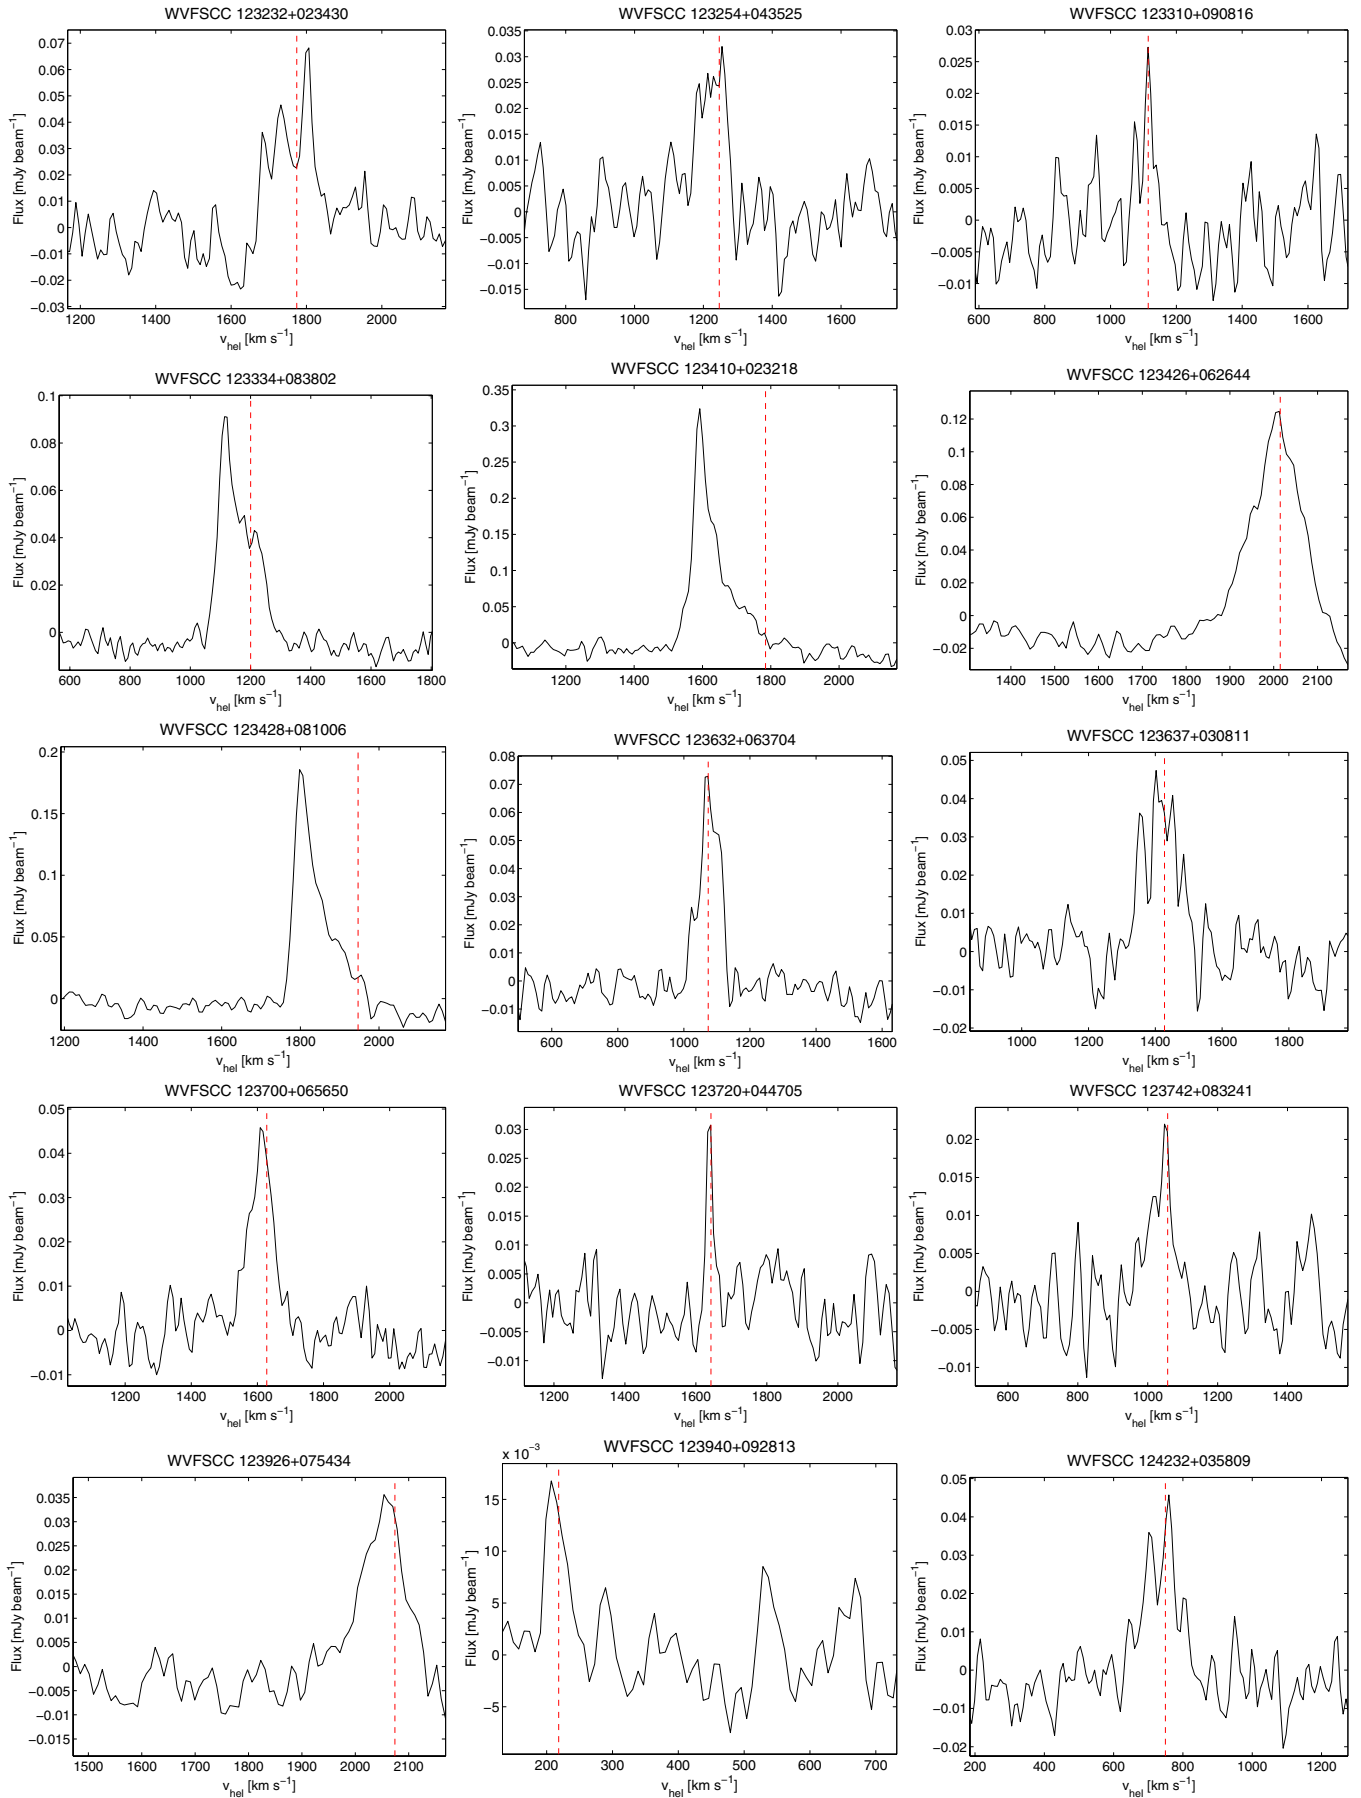 WVFSCC 123232+023430
0.07
0.06
0.05
0.04
0.03
0.02
0.01
0
−0.01
−0.02
−0.03
Flux [mJy beam⁻¹]
1200 1400 1600 1800 2000
v_hel [km s⁻¹]
WVFSCC 123254+043525
0.035
0.03
0.025
0.02
0.015
0.01
0.005
0
−0.005
−0.01
−0.015
Flux [mJy beam⁻¹]
800 1000 1200 1400 1600
v_hel [km s⁻¹]
WVFSCC 123310+090816
0.03
0.025
0.02
0.015
0.01
0.005
0
−0.005
−0.01
Flux [mJy beam⁻¹]
600 800 1000 1200 1400 1600
v_hel [km s⁻¹]
WVFSCC 123334+083802
0.1
0.08
0.06
0.04
0.02
0
Flux [mJy beam⁻¹]
600 800 1000 1200 1400 1600 1800
v_hel [km s⁻¹]
WVFSCC 123410+023218
0.35
0.3
0.25
0.2
0.15
0.1
0.05
0
Flux [mJy beam⁻¹]
1200 1400 1600 1800 2000
v_hel [km s⁻¹]
WVFSCC 123426+062644
0.12
0.1
0.08
0.06
0.04
0.02
0
−0.02
Flux [mJy beam⁻¹]
1400 1500 1600 1700 1800 1900 2000 2100
v_hel [km s⁻¹]
WVFSCC 123428+081006
0.2
0.15
0.1
0.05
0
Flux [mJy beam⁻¹]
1200 1400 1600 1800 2000
v_hel [km s⁻¹]
WVFSCC 123632+063704
0.08
0.07
0.06
0.05
0.04
0.03
0.02
0.01
0
−0.01
Flux [mJy beam⁻¹]
600 800 1000 1200 1400 1600
v_hel [km s⁻¹]
WVFSCC 123637+030811
0.05
0.04
0.03
0.02
0.01
0
−0.01
−0.02
Flux [mJy beam⁻¹]
1000 1200 1400 1600 1800
v_hel [km s⁻¹]
WVFSCC 123700+065650
0.05
0.04
0.03
0.02
0.01
0
−0.01
Flux [mJy beam⁻¹]
1200 1400 1600 1800 2000
v_hel [km s⁻¹]
WVFSCC 123720+044705
0.03
0.025
0.02
0.015
0.01
0.005
0
−0.005
−0.01
Flux [mJy beam⁻¹]
1200 1400 1600 1800 2000
v_hel [km s⁻¹]
WVFSCC 123742+083241
0.02
0.015
0.01
0.005
0
−0.005
−0.01
Flux [mJy beam⁻¹]
600 800 1000 1200 1400
v_hel [km s⁻¹]
WVFSCC 123926+075434
0.035
0.03
0.025
0.02
0.015
0.01
0.005
0
−0.005
−0.01
−0.015
Flux [mJy beam⁻¹]
1500 1600 1700 1800 1900 2000 2100
v_hel [km s⁻¹]
WVFSCC 123940+092813
x 10⁻³
15
10
5
0
−5
Flux [mJy beam⁻¹]
200 300 400 500 600 700
v_hel [km s⁻¹]
WVFSCC 124232+035809
0.05
0.04
0.03
0.02
0.01
0
−0.01
−0.02
Flux [mJy beam⁻¹]
200 400 600 800 1000 1200
v_hel [km s⁻¹]